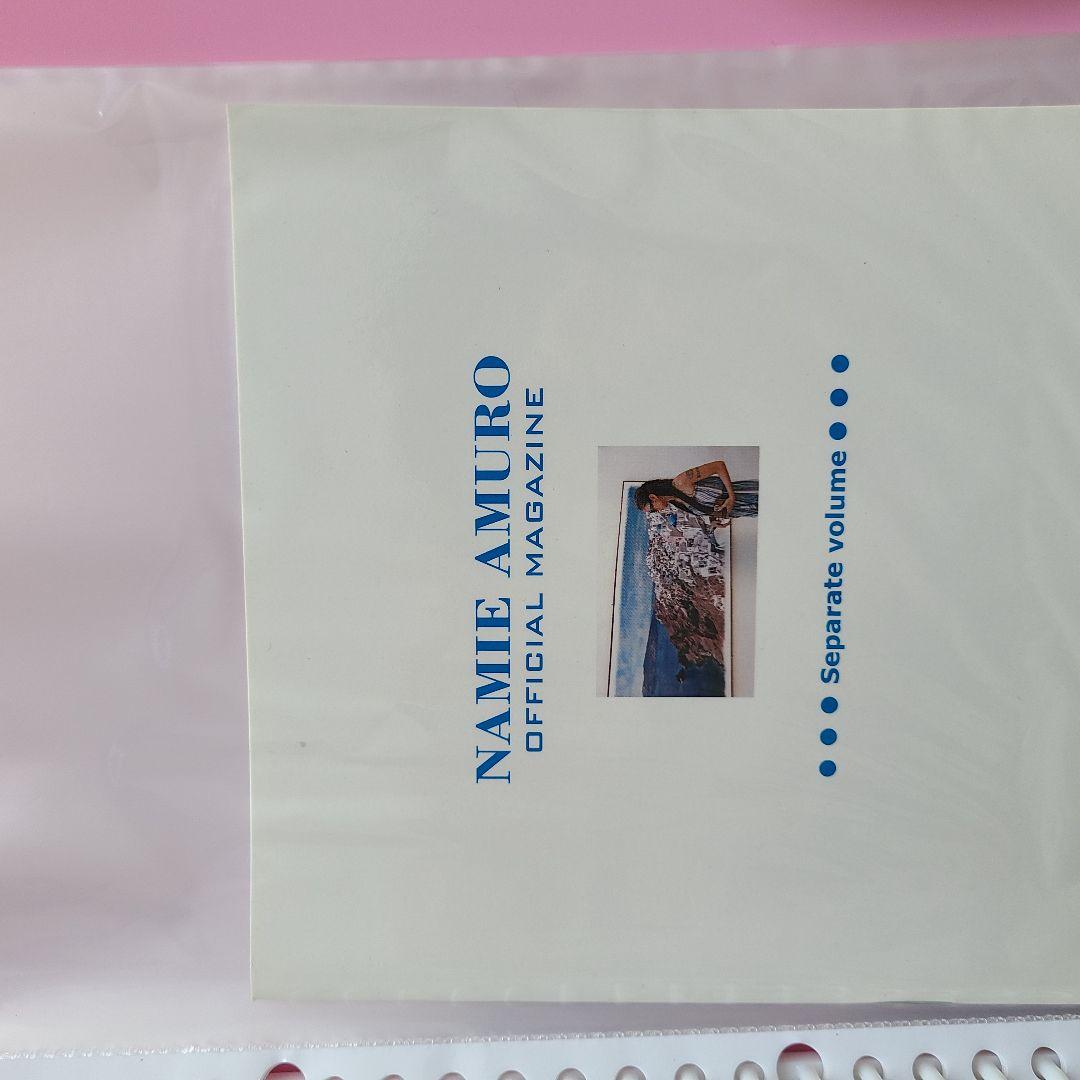 NAMIE AMURO
OFFICIAL MAGAZINE
●●● Separate volume ●●●●